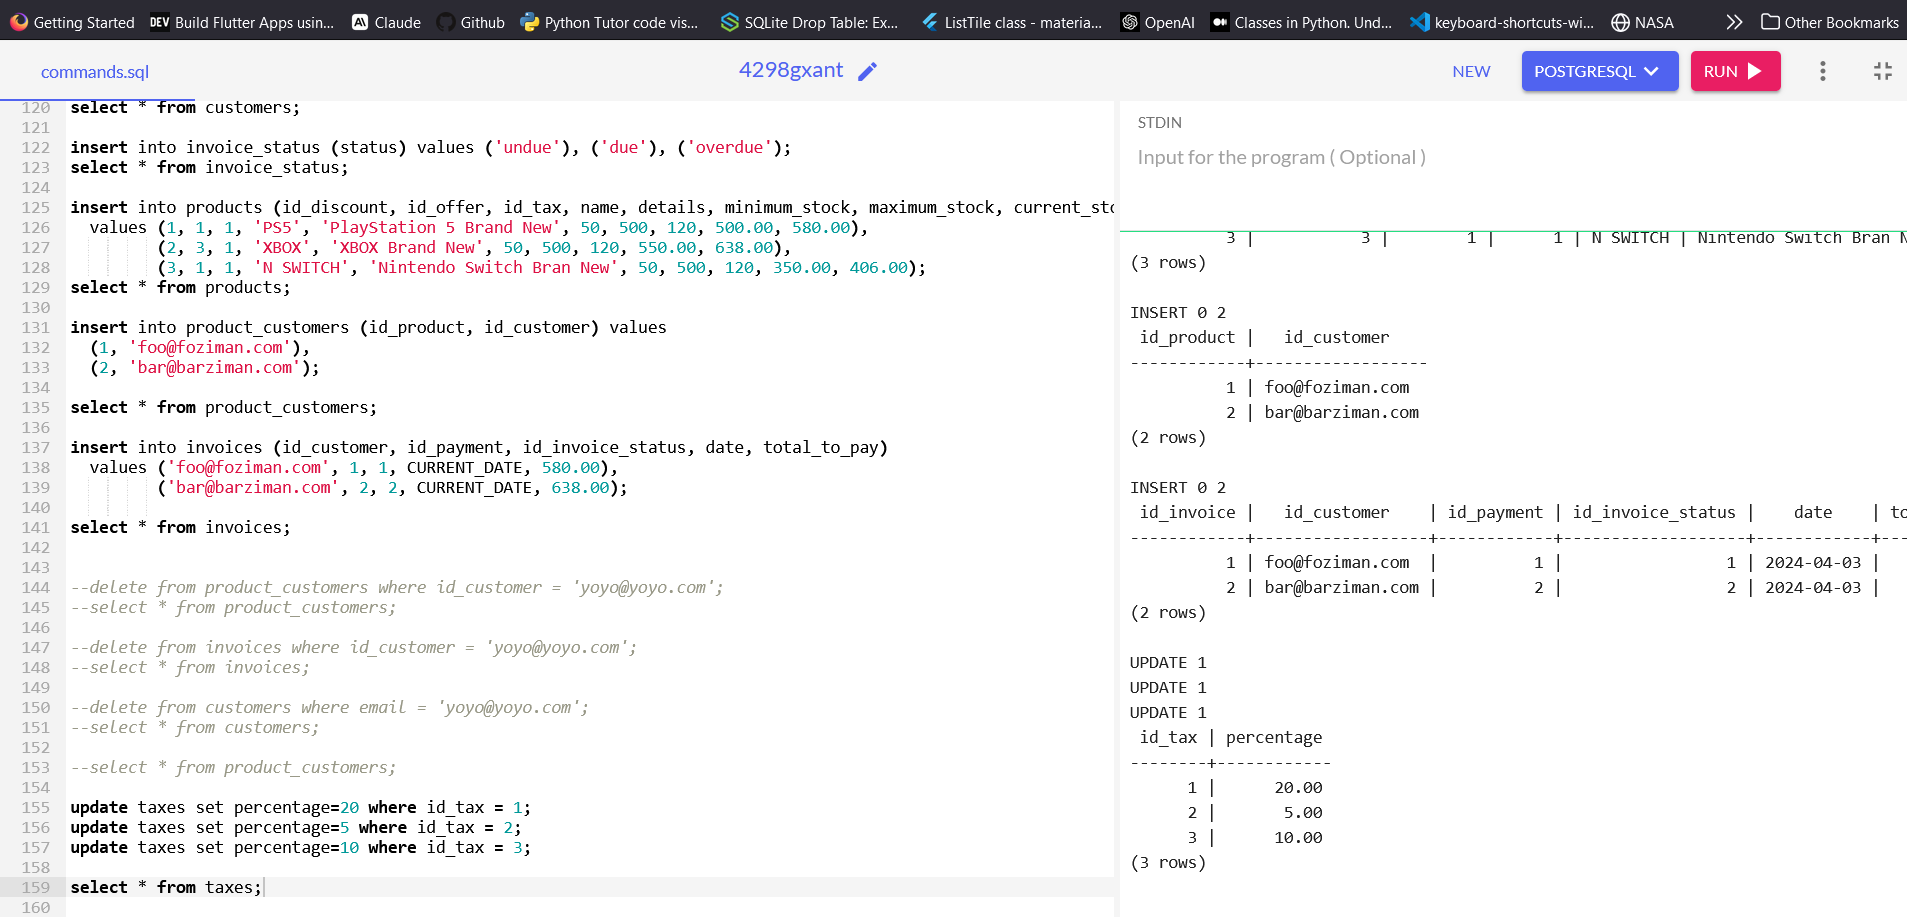 Getting Started DEV Build Flutter Apps usin... Claude Github Python Tutor code vis... SQLite Drop Table: Ex... ListTile class - materia... OpenAI Classes in Python. Und... keyboard-shortcuts-wi... NASA Other Bookmarks
commands.sql 4298gxant NEW POSTGRESQL RUN
120 select * from customers;
121
122 insert into invoice_status (status) values ('undue'), ('due'), ('overdue');
123 select * from invoice_status;
124
125 insert into products (id_discount, id_offer, id_tax, name, details, minimum_stock, maximum_stock, current_sto
126 values (1, 1, 1, 'PS5', 'PlayStation 5 Brand New', 50, 500, 120, 500.00, 580.00),
127 (2, 3, 1, 'XBOX', 'XBOX Brand New', 50, 500, 120, 550.00, 638.00),
128 (3, 1, 1, 'N SWITCH', 'Nintendo Switch Bran New', 50, 500, 120, 350.00, 406.00);
129 select * from products;
130
131 insert into product_customers (id_product, id_customer) values
132 (1, 'foo@foziman.com'),
133 (2, 'bar@barziman.com');
134
135 select * from product_customers;
136
137 insert into invoices (id_customer, id_payment, id_invoice_status, date, total_to_pay)
138 values ('foo@foziman.com', 1, 1, CURRENT_DATE, 580.00),
139 ('bar@barziman.com', 2, 2, CURRENT_DATE, 638.00);
140
141 select * from invoices;
142
143
144 --delete from product_customers where id_customer = 'yoyo@yoyo.com';
145 --select * from product_customers;
146
147 --delete from invoices where id_customer = 'yoyo@yoyo.com';
148 --select * from invoices;
149
150 --delete from customers where email = 'yoyo@yoyo.com';
151 --select * from customers;
152
153 --select * from product_customers;
154
155 update taxes set percentage=20 where id_tax = 1;
156 update taxes set percentage=5 where id_tax = 2;
157 update taxes set percentage=10 where id_tax = 3;
158
159 select * from taxes;
160
STDIN
Input for the program ( Optional )
3 | 3 | 1 | 1 | N SWITCH | Nintendo Switch Bran N
(3 rows)
INSERT 0 2
id_product | id_customer
------------+------------------
1 | foo@foziman.com
2 | bar@barziman.com
(2 rows)
INSERT 0 2
id_invoice | id_customer | id_payment | id_invoice_status | date | to
------------+------------------+------------+-------------------+------------+---
1 | foo@foziman.com | 1 | 1 | 2024-04-03 |
2 | bar@barziman.com | 2 | 2 | 2024-04-03 |
(2 rows)
UPDATE 1
UPDATE 1
UPDATE 1
id_tax | percentage
--------+------------
1 | 20.00
2 | 5.00
3 | 10.00
(3 rows)